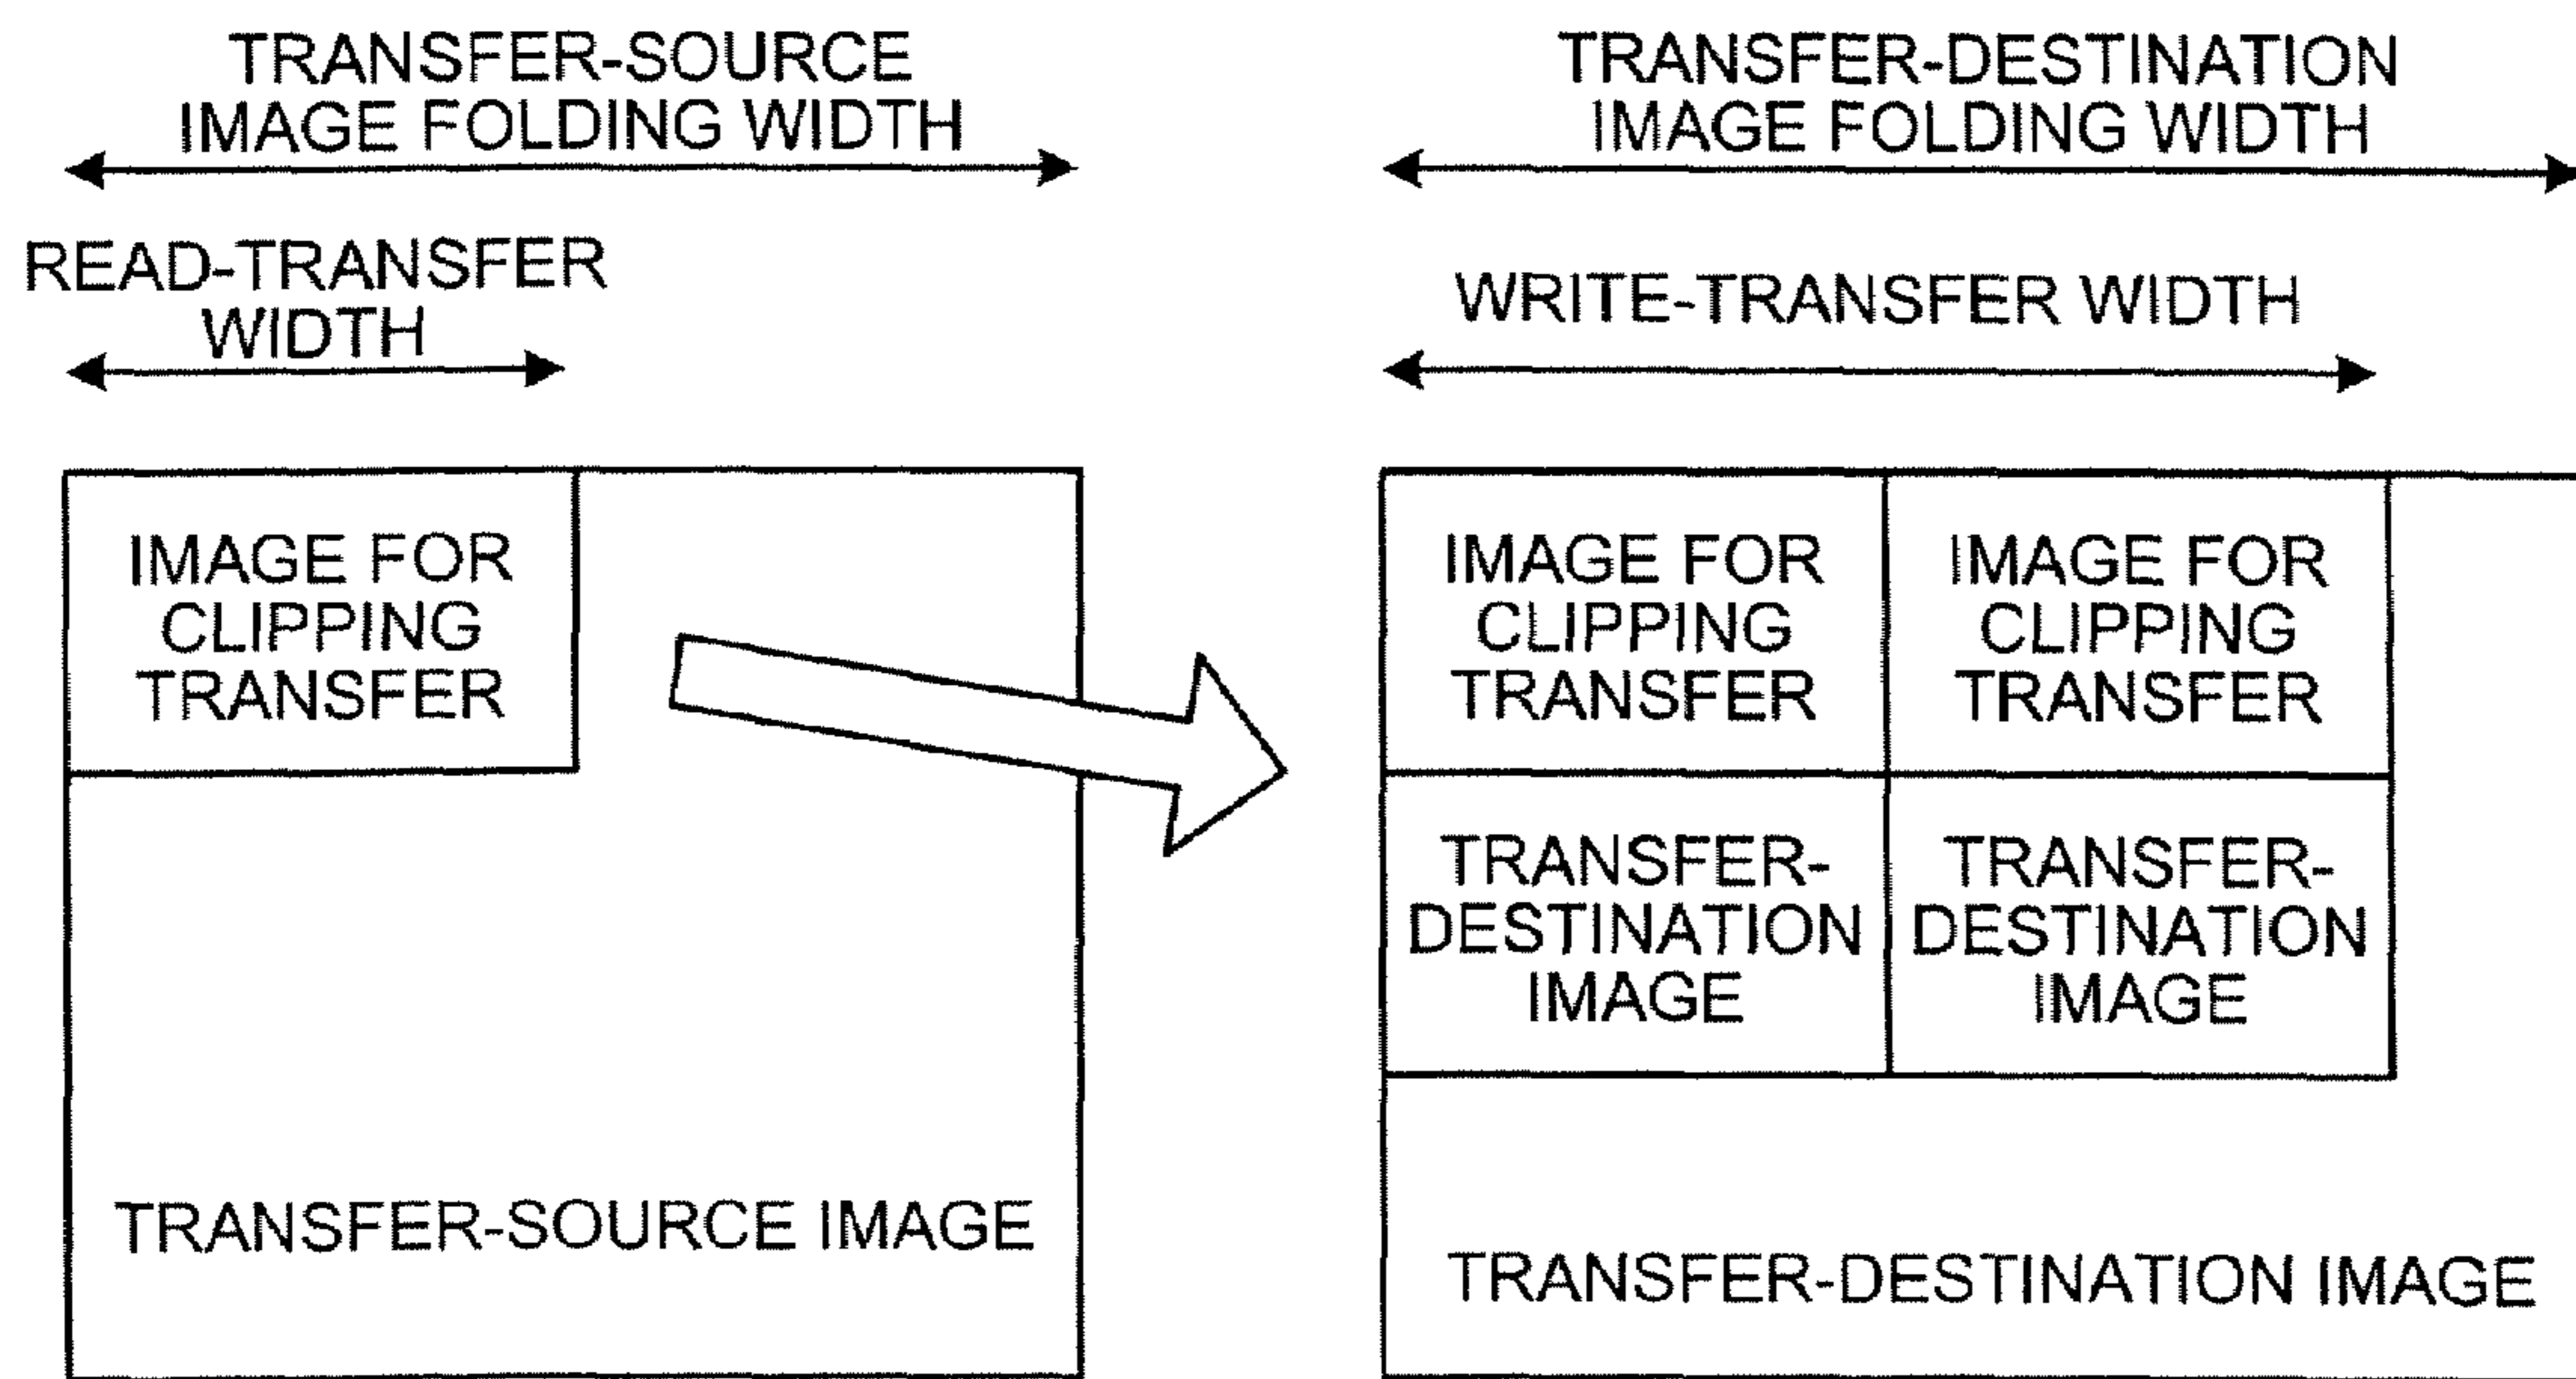 TRANSFER-SOURCE
IMAGE FOLDING WIDTH
READ-TRANSFER
WIDTH
IMAGE FOR
CLIPPING
TRANSFER
TRANSFER-SOURCE IMAGE
TRANSFER-DESTINATION
IMAGE FOLDING WIDTH
WRITE-TRANSFER WIDTH
IMAGE FOR
CLIPPING
TRANSFER
IMAGE FOR
CLIPPING
TRANSFER
TRANSFER-
DESTINATION
IMAGE
TRANSFER-
DESTINATION
IMAGE
TRANSFER-DESTINATION IMAGE